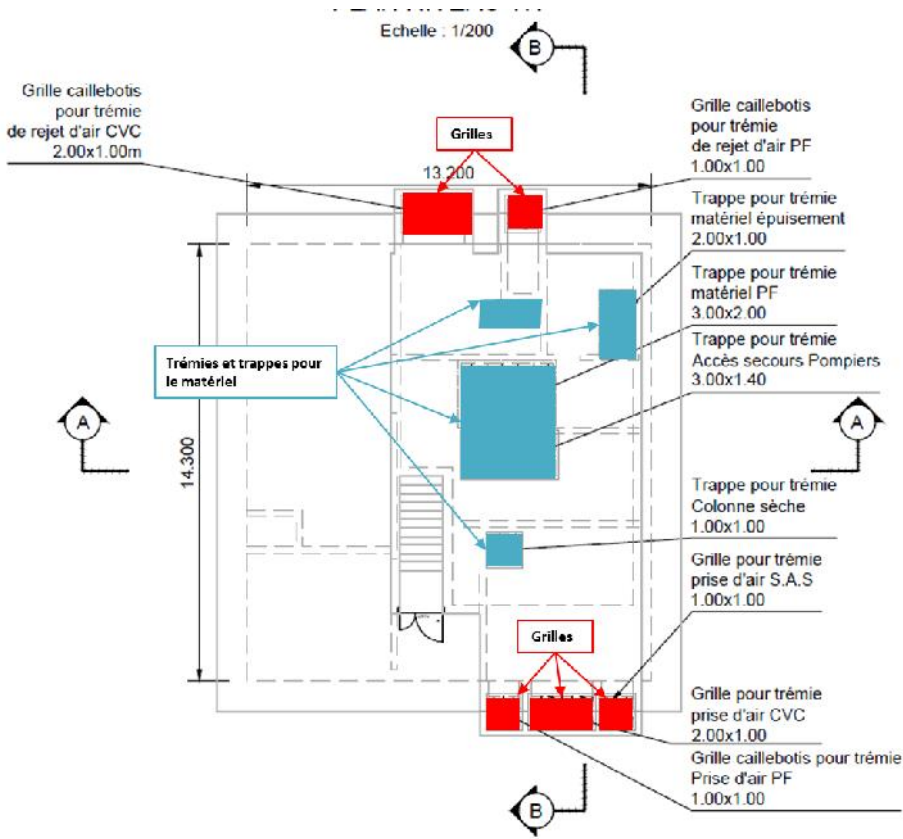 Echelle : 1/200
B
Grille caillebotis
pour trémie
de rejet d'air CVC
2.00x1.00m
Grilles
Grille caillebotis
pour trémie
de rejet d'air PF
1.00x1.00
13.200
Trappe pour trémie
matériel épuisement
2.00x1.00
Trappe pour trémie
matériel PF
3.00x2.00
Trappe pour trémie
Accès secours Pompiers
3.00x1.40
Trémies et trappes pour
le matériel
A
A
14.300
Trappe pour trémie
Colonne sèche
1.00x1.00
Grille pour trémie
prise d'air S.A.S
1.00x1.00
Grilles
Grille pour trémie
prise d'air CVC
2.00x1.00
Grille caillebotis pour trémie
Prise d'air PF
1.00x1.00
B